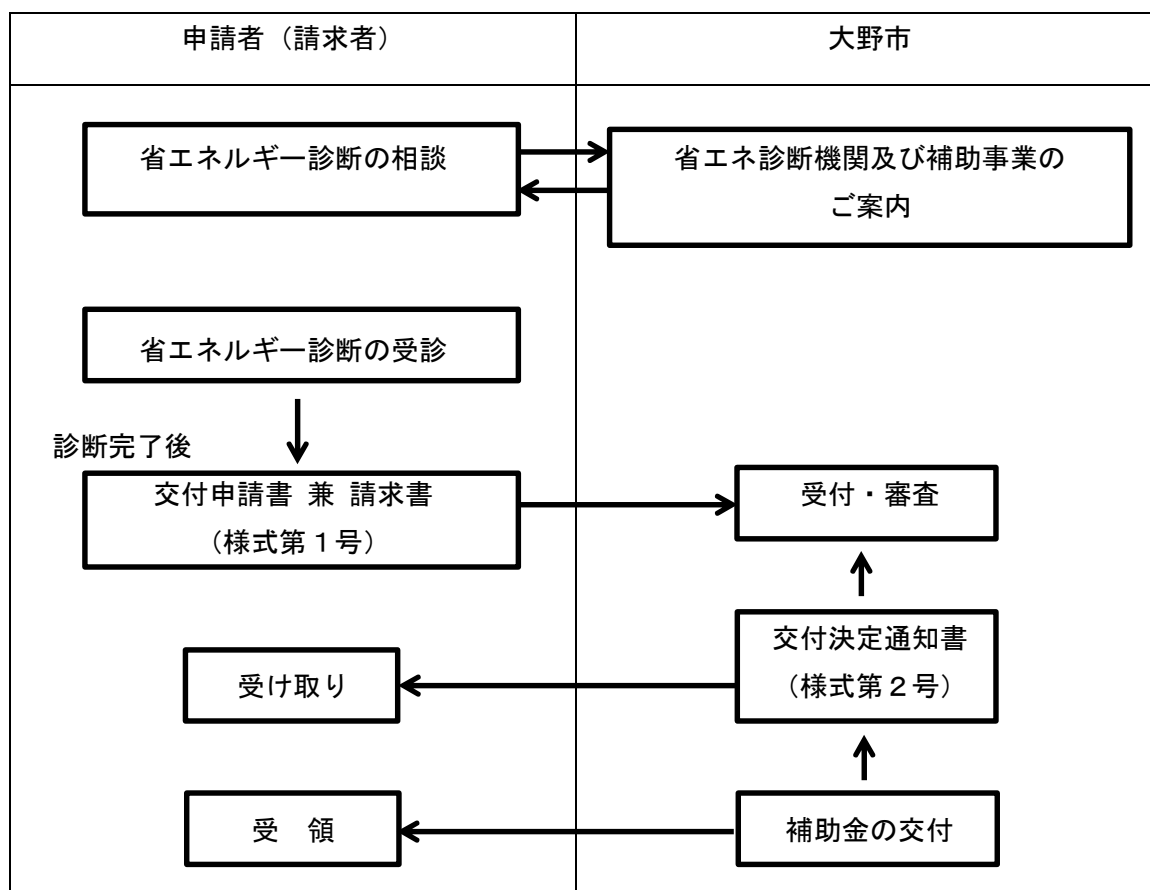 申請者（請求者）
大野市
省エネルギー診断の相談
省エネ診断機関及び補助事業の
ご案内
省エネルギー診断の受診
診断完了後
交付申請書 兼 請求書
（様式第１号）
受付・審査
交付決定通知書
（様式第２号）
受け取り
受　領
補助金の交付